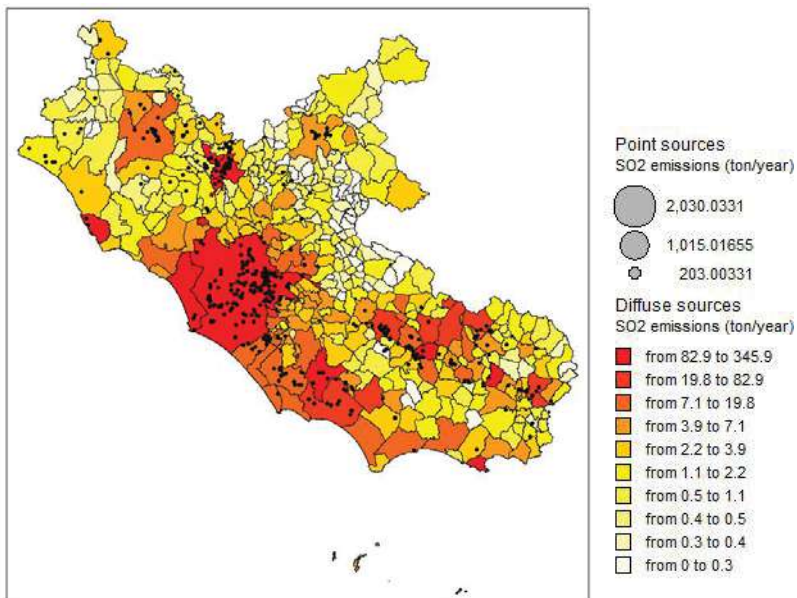 Point sources
SO2 emissions (ton/year)
2,030.0331
1,015.01655
203.00331
Diffuse sources
SO2 emissions (ton/year)
from 82.9 to 345.9
from 19.8 to 82.9
from 7.1 to 19.8
from 3.9 to 7.1
from 2.2 to 3.9
from 1.1 to 2.2
from 0.5 to 1.1
from 0.4 to 0.5
from 0.3 to 0.4
from 0 to 0.3